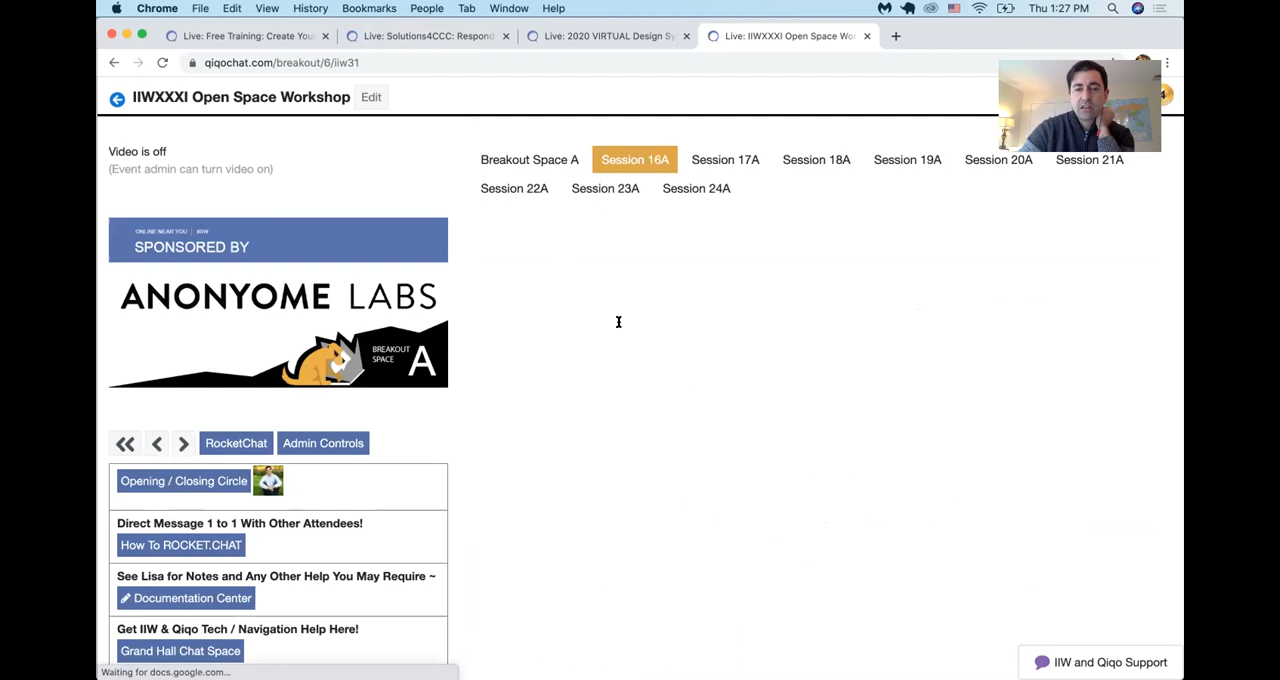 Chrome File Edit View History Bookmarks People Tab Window Help Thu 1:27 PM
Live: Free Training: Create You Live: Solutions4CCC: Respond Live: 2020 VIRTUAL Design Sy Live: IIWXXXI Open Space Wor
qiqochat.com/breakout/6/iiw31
IIWXXXI Open Space Workshop Edit
Video is off
(Event admin can turn video on)
Breakout Space A Session 16A Session 17A Session 18A Session 19A Session 20A Session 21A
Session 22A Session 23A Session 24A
ONLINE NEAR YOU | #IIW
SPONSORED BY
ANONYOME LABS
BREAKOUT
SPACE
A
RocketChat Admin Controls
Opening / Closing Circle
Direct Message 1 to 1 With Other Attendees!
How To ROCKET.CHAT
See Lisa for Notes and Any Other Help You May Require ~
Documentation Center
Get IIW & Qiqo Tech / Navigation Help Here!
Grand Hall Chat Space
Waiting for docs.google.com...
IIW and Qiqo Support